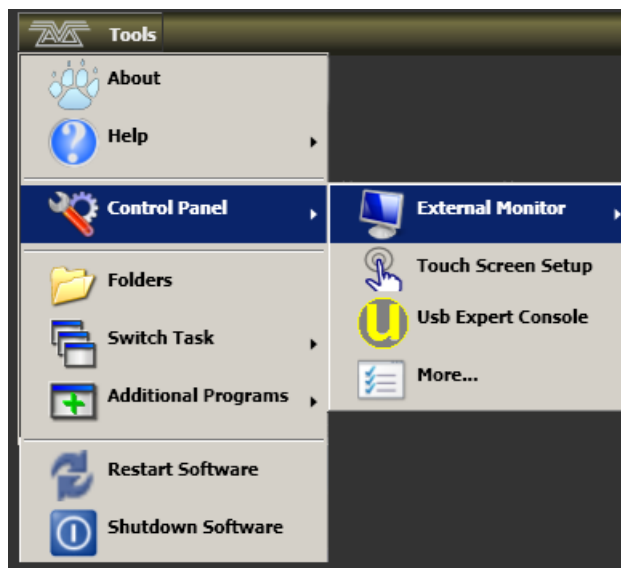 Tools
About
Help
Control Panel
External Monitor
Touch Screen Setup
Folders
Usb Expert Console
Switch Task
More...
Additional Programs
Restart Software
Shutdown Software